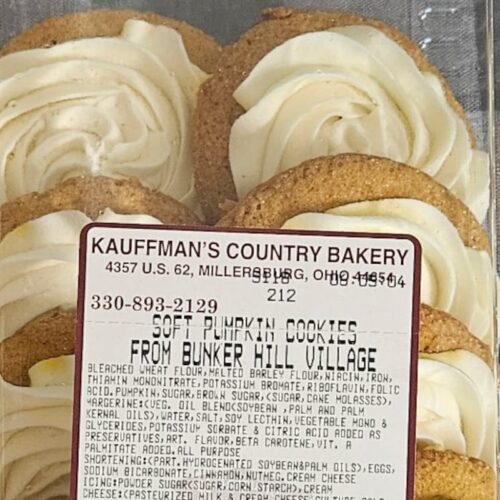 KAUFFMAN'S COUNTRY BAKERY
4357 U.S. 62, MILLERSBURG, OHIO 44654
212
330-893-2129
SOFT PUMPKIN COOKIES
FROM BUNKER HILL VILLAGE
BLEACHED WHEAT FLOUR,MALTED BARLEY FLOUR,NIACIN,IRON,
THIAMIN MONONITRATE,POTASSIUM BROMATE,RIBOFLAVIN,FOLIC
ACID,PUMPKIN,SUGAR,BROWN SUGAR,<SUGAR,CANE MOLASSES>,
MARGERINE:<VEG. OIL BLEND<SOYBEAN ,PALM AND PALM
KERNAL OILS>,WATER,SALT,SOY LECTHIN,VEGETABLE MONO &
GLYCERIDES,POTASSIUM SORBATE & CITRIC ACID ADDED AS
PRESERVATIVES,ART. FLAVOR,BETA CAROTENE,VIT. A
PALMITATE ADDED,ALL PURPOSE
SHORTENING:<PART.HYDROGENATED SOYBEAN&PALM OILS>,EGGS,
SODIUM BICARBONATE,CINNAMON,NUTMEG.CREAM CHEESE
ICING:POWDER SUGAR<SUGAR,CORN STARCH>,CREAM
CHEESE:<PASTEURIZED MILK & CREAM